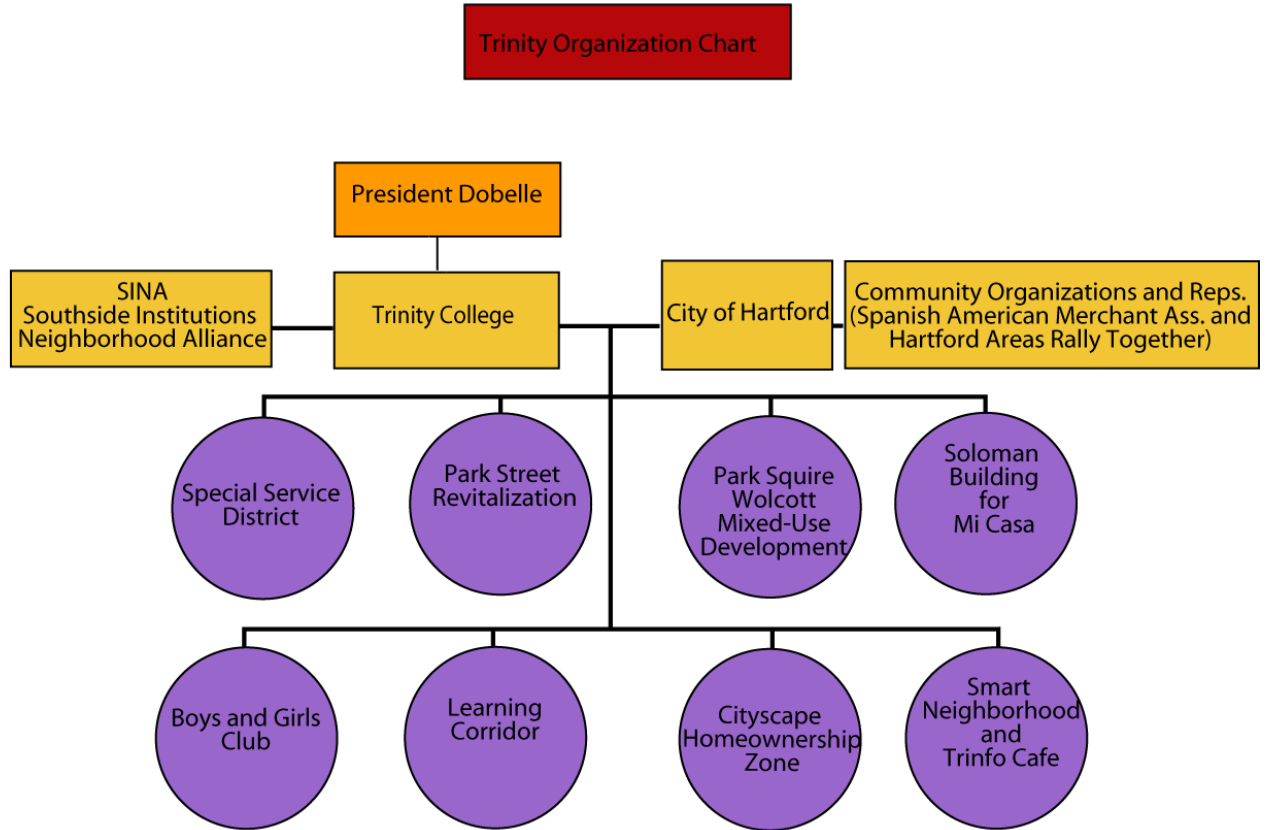 Trinity Organization Chart
President Dobelle
SINA
Southside Institutions
Neighborhood Alliance
Trinity College
City of Hartford
Community Organizations and Reps.
(Spanish American Merchant Ass. and
Hartford Areas Rally Together)
Special Service
District
Park Street
Revitalization
Park Squire
Wolcott
Mixed-Use
Development
Soloman
Building
for
Mi Casa
Boys and Girls
Club
Learning
Corridor
Cityscape
Homeownership
Zone
Smart
Neighborhood
and
Trinfo Cafe